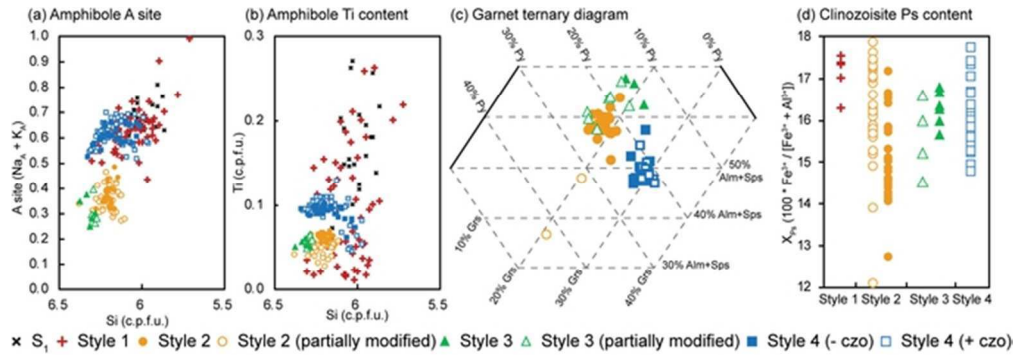 (a) Amphibole A site
(b) Amphibole Ti content
(c) Garnet ternary diagram
(d) Clinozoisite Ps content
1.0
0.9
0.8
0.7
0.6
0.5
0.4
0.3
0.2
0.1
0.0
A site (Na_A + K_A)
6.5
6
5.5
Si (c.p.f.u.)
0.3
0.2
0.1
0.0
Ti (c.p.f.u.)
6.5
6
5.5
Si (c.p.f.u.)
30% Py
20% Py
10% Py
0% Py
40% Py
50%
Alm+Sps
40% Alm+Sps
30% Alm+Sps
10% Grs
20% Grs
30% Grs
40% Grs
18
17
16
15
14
13
12
X_Ps (100 * Fe³⁺ / [Fe³⁺ + Al³⁺])
Style 1 Style 2 Style 3 Style 4
S₁ Style 1 Style 2 Style 2 (partially modified) Style 3 Style 3 (partially modified) Style 4 (- czo) Style 4 (+ czo)